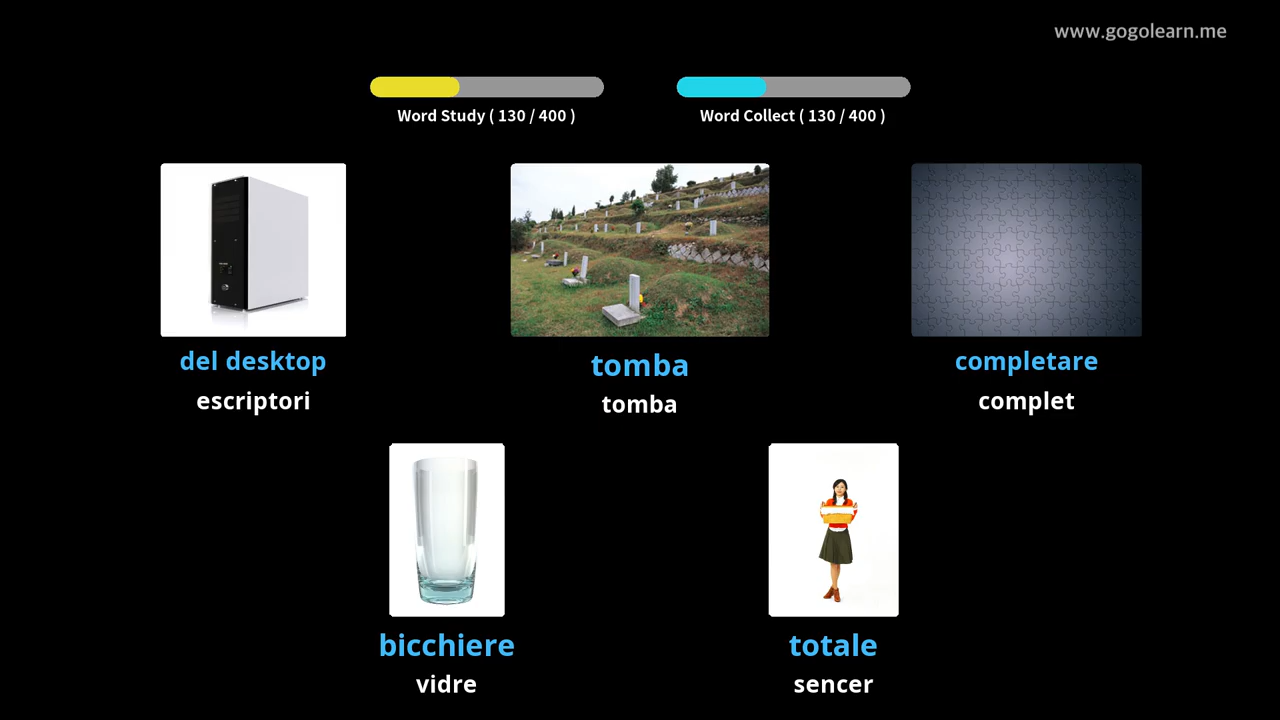 www.gogolearn.me
Word Study ( 130 / 400 )
Word Collect ( 130 / 400 )
del desktop
escriptori
tomba
tomba
completare
complet
bicchiere
vidre
totale
sencer